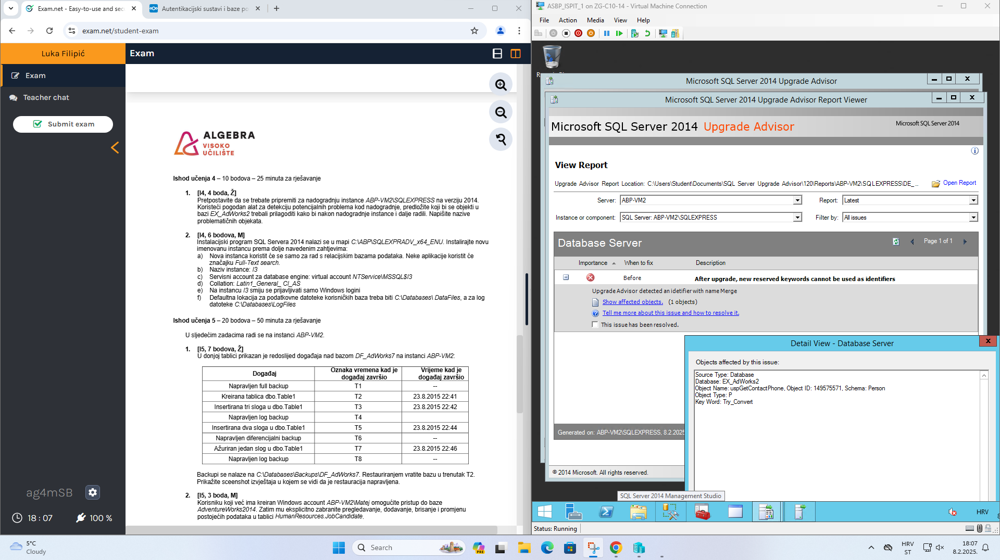 Exam.net - Easy-to-use and sec
Autentikacijski sustavi i baze po
exam.net/student-exam
Luka Filipić
Exam
Exam
Teacher chat
Submit exam
ag4mSB
18 : 07
100 %
ALGEBRA
VISOKO
UČILIŠTE
Ishod učenja 4 – 10 bodova – 25 minuta za rješavanje
1. [I4, 4 boda, Ž]
Pretpostavite da se trebate pripremiti za nadogradnju instance ABP-VM2\SQLEXPRESS na verziju 2014.
Koristeći pogodan alat za detekciju potencijalnih problema kod nadogradnje, predložite koji bi se objekti u
bazi EX_AdWorks2 trebali prilagoditi kako bi nakon nadogradnje instance i dalje radili. Napišite nazive
problematičnih objekata.
2. [I4, 6 bodova, M]
Instalacijski program SQL Servera 2014 nalazi se u mapi C:\ABP\SQLEXPRADV_x64_ENU. Instalirajte novu
imenovanu instancu prema dolje navedenim zahtjevima:
a) Nova instanca koristit će se samo za rad s relacijskim bazama podataka. Neke aplikacije koristit će
značajku Full-Text search.
b) Naziv instance: I3
c) Servisni account za database engine: virtual account NTService\MSSQL$I3
d) Collation: Latin1_General_ CI_AS
e) Na instancu I3 smiju se prijavljivati samo Windows logini
f) Defaultna lokacija za podatkovne datoteke korisničkih baza treba biti C:\Databases\ DataFiles, a za log
datoteke C:\Databases\LogFiles
Ishod učenja 5 – 20 bodova – 50 minuta za rješavanje
U sljedećim zadacima radi se na instanci ABP-VM2.
1. [I5, 7 bodova, Ž]
U donjoj tablici prikazan je redoslijed događaja nad bazom DF_AdWorks7 na instanci ABP-VM2:
Događaj Oznaka vremena kad je događaj završio Vrijeme kad je događaj završio
Napravljen full backup T1 --
Kreirana tablica dbo.Table1 T2 23.8.2015 22:41
Insertirana tri sloga u dbo.Table1 T3 23.8.2015 22:42
Napravljen log backup T4
Insertirana dva sloga u dbo.Table1 T5 23.8.2015 22:44
Napravljen diferencijalni backup T6 --
Ažuriran jedan slog u dbo.Table1 T7 23.8.2015 22:46
Napravljen log backup T8 --
Backupi se nalaze na C:\Databases\Backups\DF_AdWorks7. Restauriranjem vratite bazu u trenutak T2.
Prikažite sceenshot izvještaja u kojem se vidi da je restauracija napravljena.
2. [I5, 3 boda, M]
Korisniku koji već ima kreiran Windows account ABP-VM2\Matej omogućite pristup do baze
AdventureWorks2014. Zatim mu eksplicitno zabranite pregledavanje, dodavanje, brisanje i promjenu
postojećih podataka u tablici HumanResources.JobCandidate.
ASBP_ISPIT_1 on ZG-C10-14 - Virtual Machine Connection
File Action Media View Help
Microsoft SQL Server 2014 Upgrade Advisor
Microsoft SQL Server 2014 Upgrade Advisor Report Viewer
Microsoft SQL Server 2014 Upgrade Advisor
Microsoft SQL Server 2014
View Report
Upgrade Advisor Report Location: C:\Users\Student\Documents\SQL Server Upgrade Advisor\120\Reports\ABP-VM2\SQLEXPRESS\DE_...
Open Report
Server: ABP-VM2 Report: Latest
Instance or component: SQL Server: ABP-VM2\SQLEXPRESS Filter by: All issues
Database Server Page 1 of 1
Importance When to fix Description
Before After upgrade, new reserved keywords cannot be used as identifiers
Upgrade Advisor detected an idetifier with name Merge
Show affected objects. (1 objects)
Tell me more about this issue and how to resolve it.
This issue has been resolved.
Detail View - Database Server
Objects affected by this issue:
Source Type: Database
Database: EX_AdWorks2
Object Name: uspGetContactPhone, Object ID: 149575571, Schema: Person
Object Type: P
Key Word: Try_Convert
Generated on: ABP-VM2\SQLEXPRESS, 8.2.2025
© 2014 Microsoft. All rights reserved.
SQL Server 2014 Management Studio
HRV
Status: Running
5°C
Cloudy
Search
PRE
HRV
ST
18:07
8.2.2025.